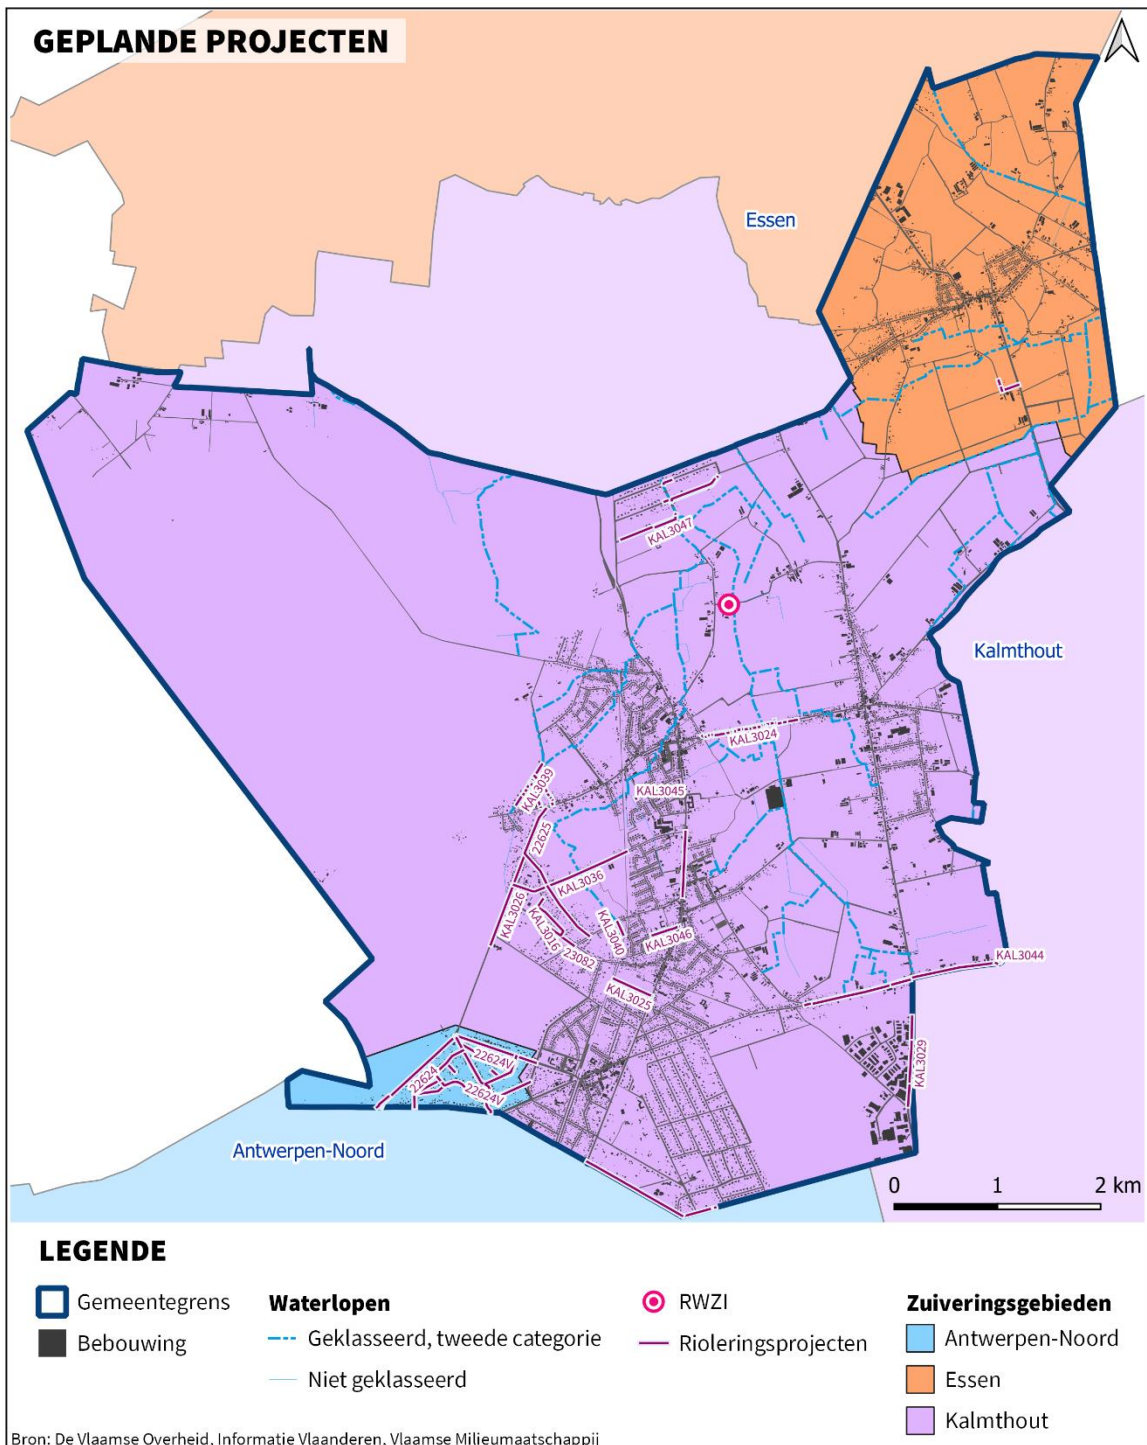 GEPLANDE PROJECTEN
Essen
KAL3047
Kalmthout
KAL3024
KAL3039
KAL3045
22625
KAL3036
KAL3026
KAL3016
KAL3040
KAL3046
23082
KAL3044
KAL3025
22624V
22624
22624V
KAL3029
Antwerpen-Noord
0 1 2 km
LEGENDE
Gemeentegrens
Bebouwing
Waterlopen
Geklasseerd, tweede categorie
Niet geklasseerd
RWZI
Rioleringsprojecten
Zuiveringsgebieden
Antwerpen-Noord
Essen
Kalmthout
Bron: De Vlaamse Overheid, Informatie Vlaanderen, Vlaamse Milieumaatschappij